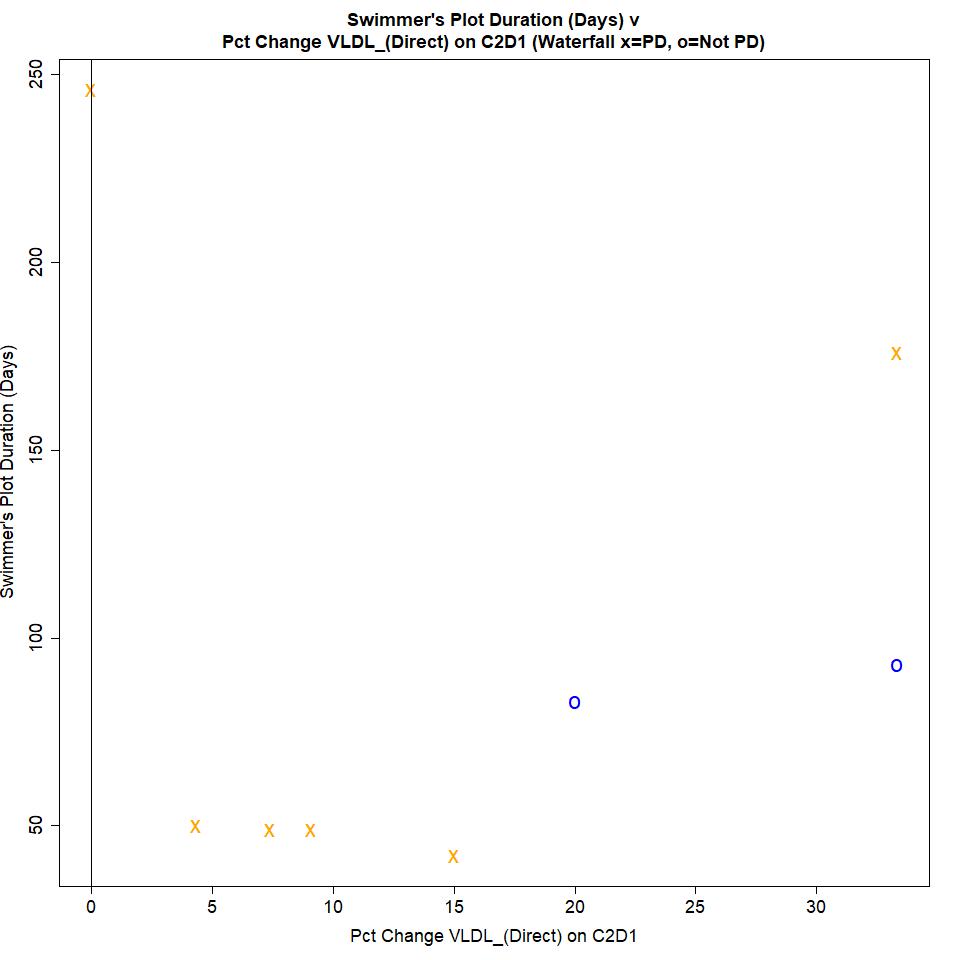 Swimmer's Plot Duration (Days) v
Pct Change VLDL_(Direct) on C2D1 (Waterfall x=PD, o=Not PD)
Swimmer's Plot Duration (Days)
250
200
150
100
50
X
X
O
O
X
X
X
X
0
5
10
15
20
25
30
Pct Change VLDL_(Direct) on C2D1